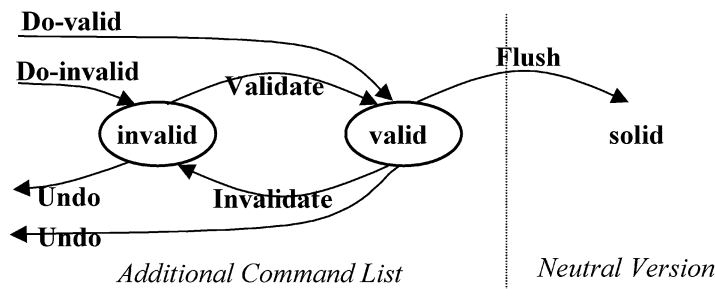 Do-valid
Flush
Do-invalid
Validate
invalid
valid
solid
Undo
Invalidate
Undo
Additional Command List
Neutral Version